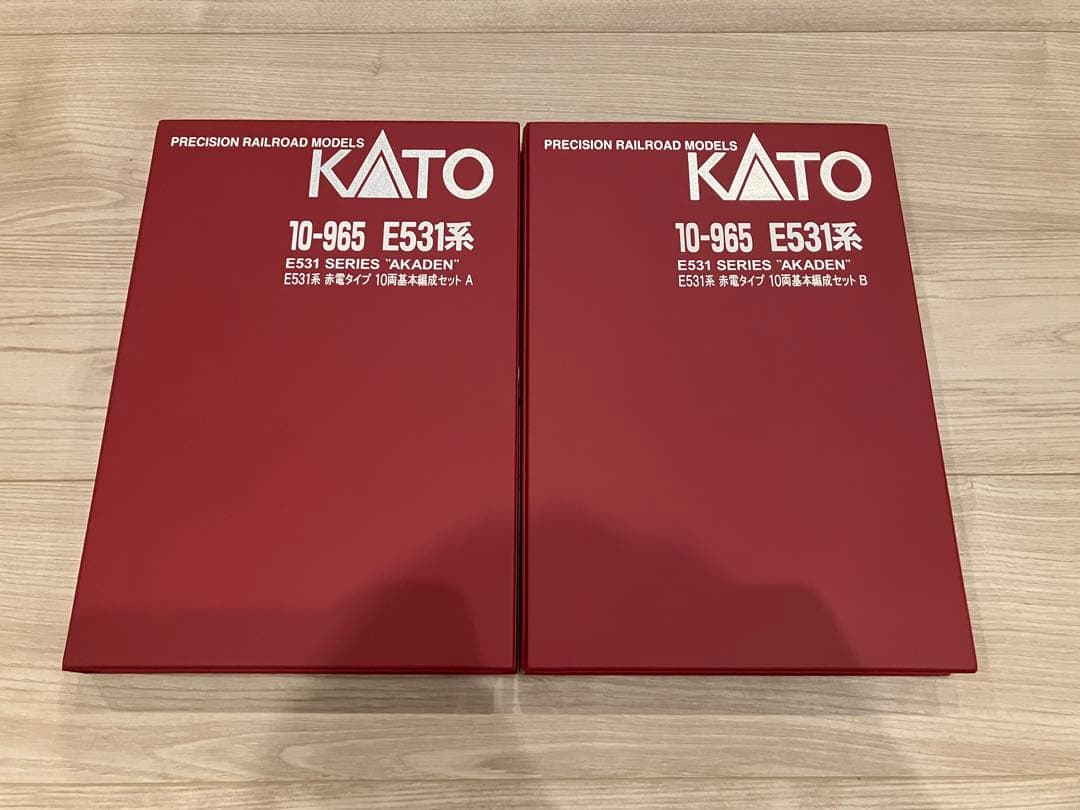 PRECISION RAILROAD MODELS
KATO
10-965 E531系
E531 SERIES "AKADEN"
E531系 赤電タイプ 10両基本編成セット A
PRECISION RAILROAD MODELS
KATO
10-965 E531系
E531 SERIES "AKADEN"
E531系 赤電タイプ 10両基本編成セット B